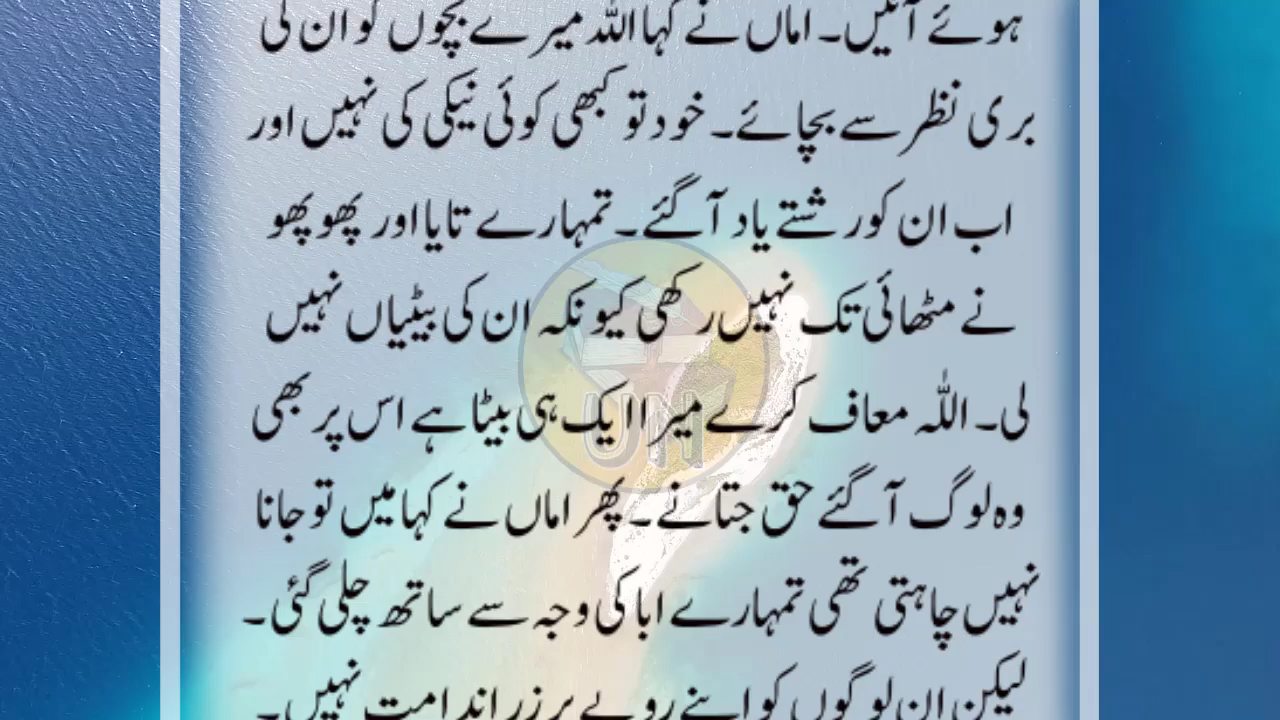 ہوئے آئیں۔ اماں نے کہا اللہ میرے بچوں کو ان کی
بری نظر سے بچائے۔ خود تو کبھی کوئی نیکی کی نہیں اور
اب ان کو رشتے یاد آگئے۔ تمہارے تایا اور پھوپھو
نے مٹھائی تک نہیں رکھی کیونکہ ان کی بیٹیاں نہیں
لی۔ اللہ معاف کرے میرا ایک ہی بیٹا ہے اس پر بھی
وہ لوگ آگئے حق جتانے۔ پھر اماں نے کہا میں تو جانا
نہیں چاہتی تھی تمہارے ابا کی وجہ سے ساتھ چلی گئی۔
لیکن ان لوگوں کو اپنے رویے پر زرا ندامت نہیں۔
UN